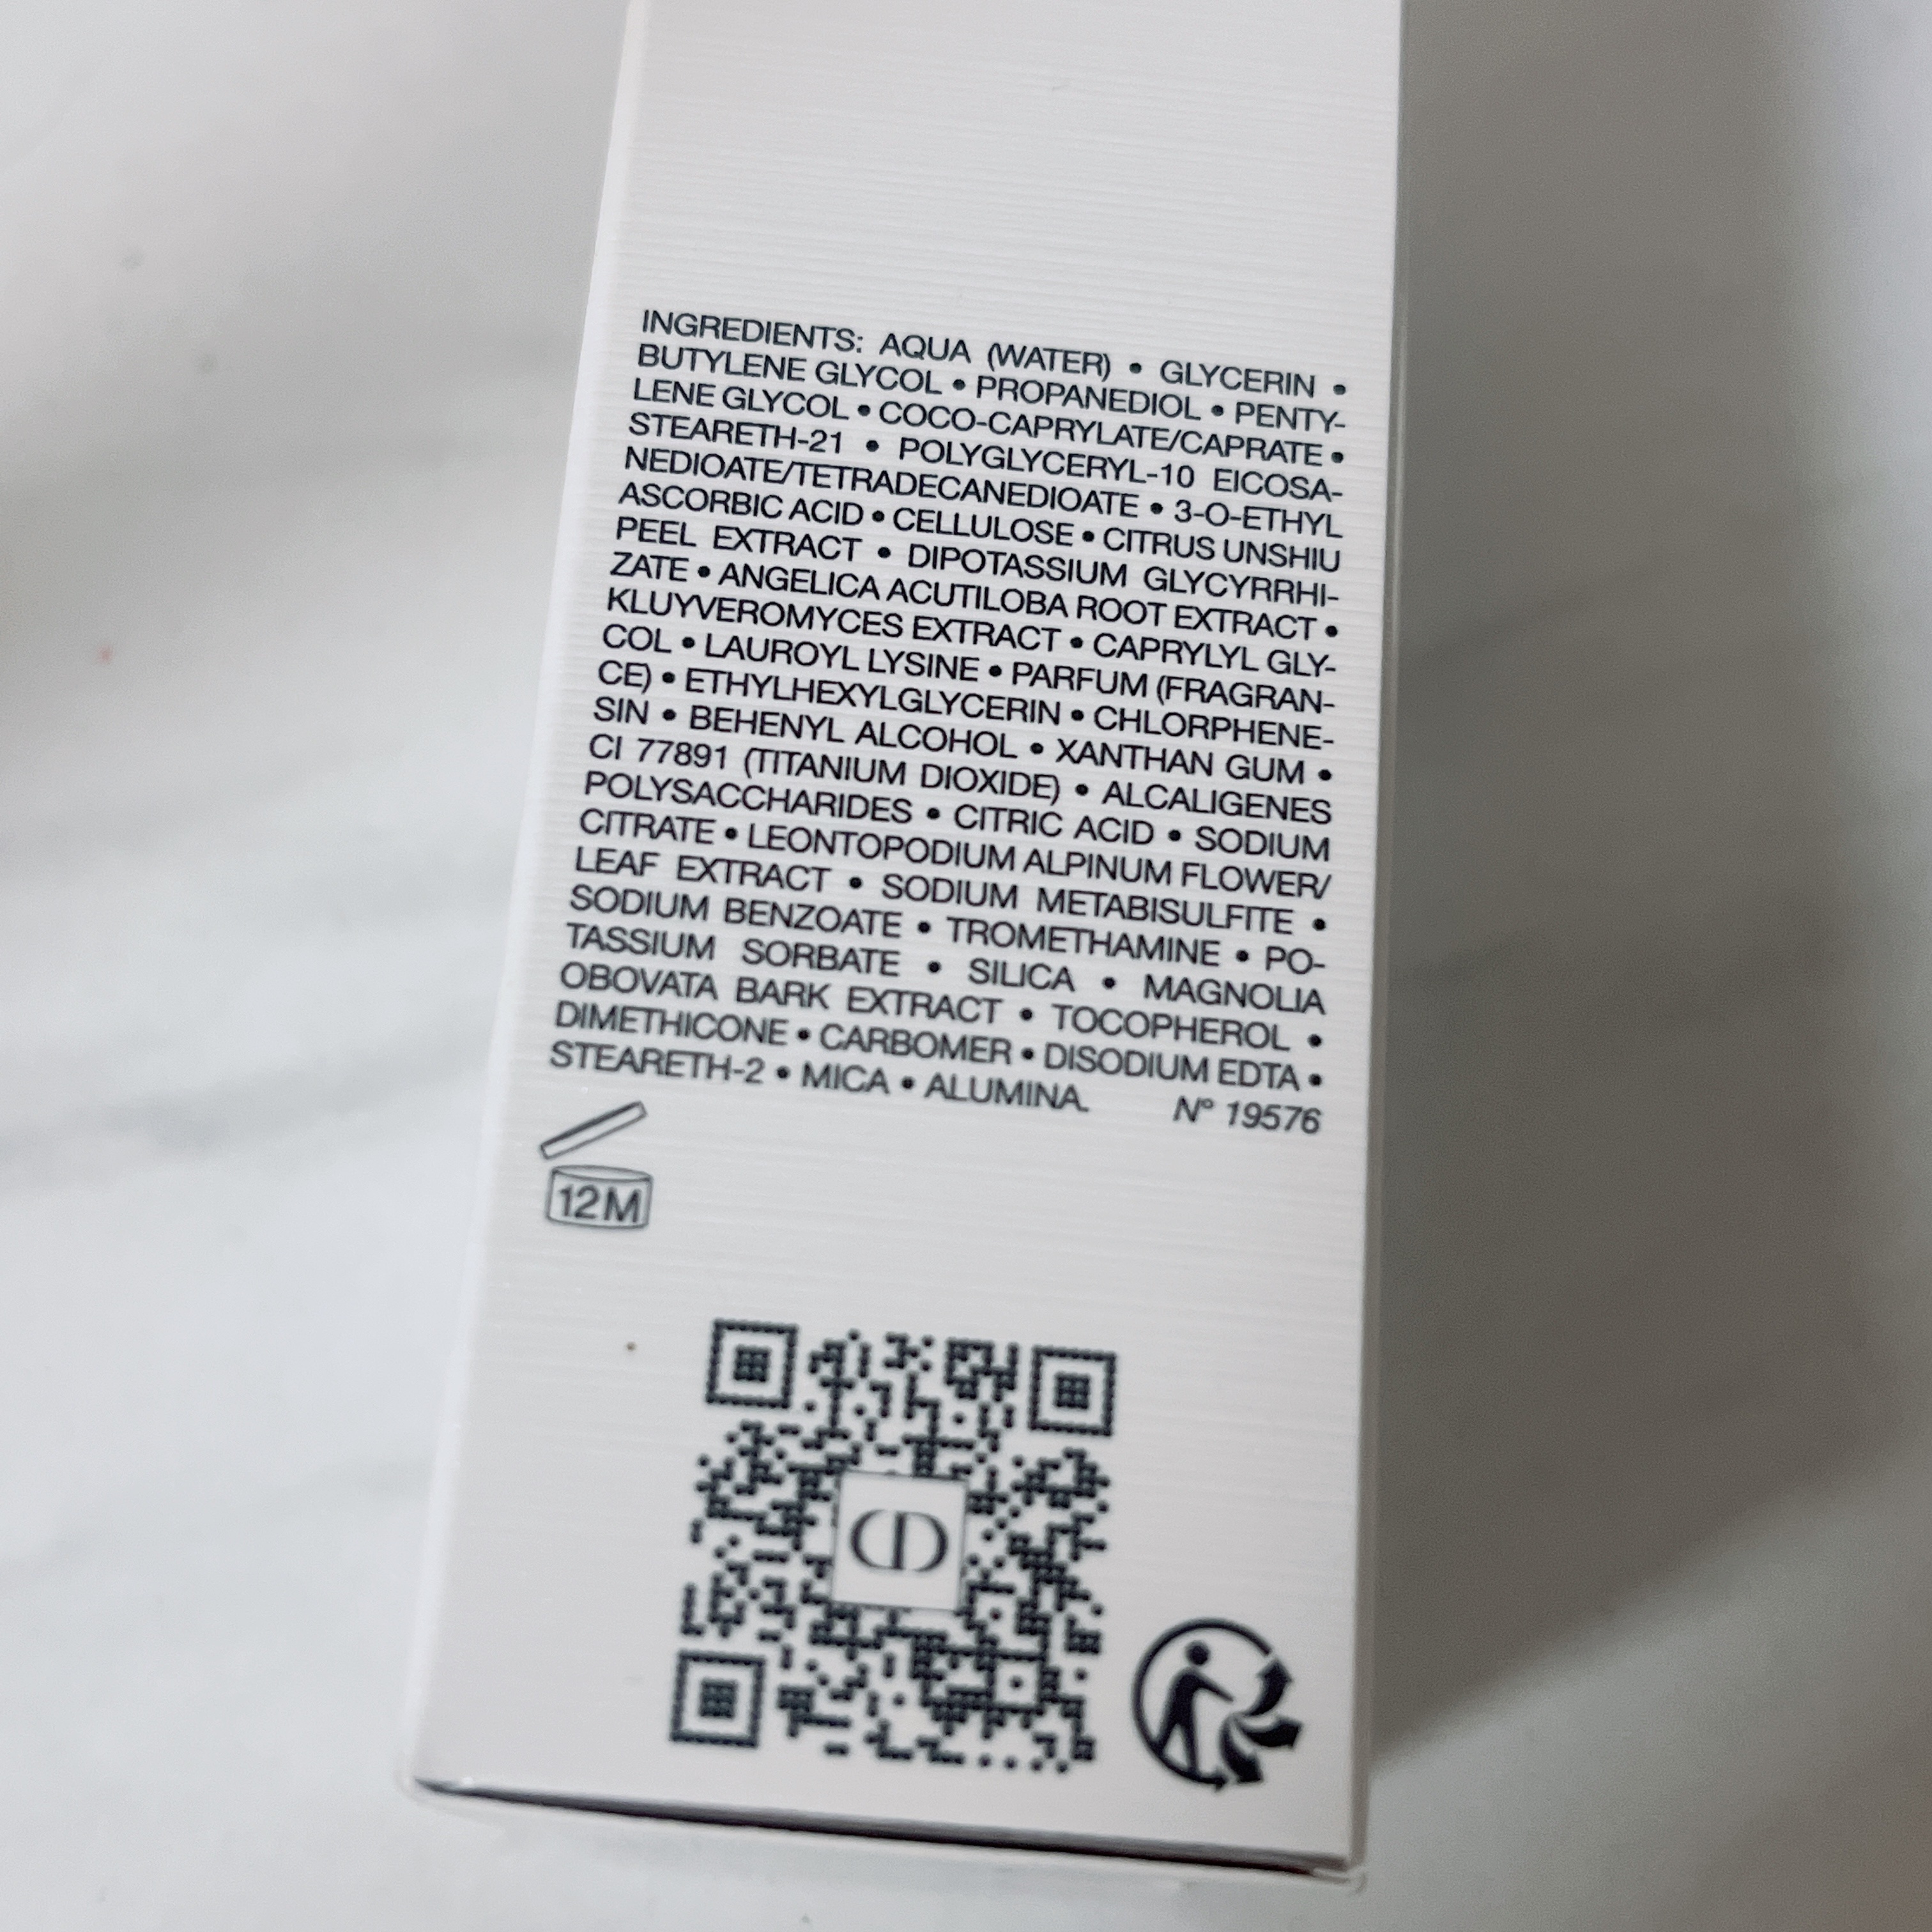 INGREDIENTS: AQUA (WATER) • GLYCERIN •
BUTYLENE GLYCOL • PROPANEDIOL • PENTY-
LENE GLYCOL • COCO-CAPRYLATE/CAPRATE •
STEARETH-21 • POLYGLYCERYL-10 EICOSA-
NEDIOATE/TETRADECANEDIOATE • 3-O-ETHYL
ASCORBIC ACID • CELLULOSE • CITRUS UNSHIU
PEEL EXTRACT • DIPOTASSIUM GLYCYRRHI-
ZATE • ANGELICA ACUTILOBA ROOT EXTRACT •
KLUYVEROMYCES EXTRACT • CAPRYLYL GLY-
COL • LAUROYL LYSINE • PARFUM (FRAGRAN-
CE) • ETHYLHEXYLGLYCERIN • CHLORPHENE-
SIN • BEHENYL ALCOHOL • XANTHAN GUM •
CI 77891 (TITANIUM DIOXIDE) • ALCALIGENES
POLYSACCHARIDES • CITRIC ACID • SODIUM
CITRATE • LEONTOPODIUM ALPINUM FLOWER/
LEAF EXTRACT • SODIUM METABISULFITE •
SODIUM BENZOATE • TROMETHAMINE • PO-
TASSIUM SORBATE • SILICA • MAGNOLIA
OBOVATA BARK EXTRACT • TOCOPHEROL •
DIMETHICONE • CARBOMER • DISODIUM EDTA •
STEARETH-2 • MICA • ALUMINA. N° 19576
12M
CD